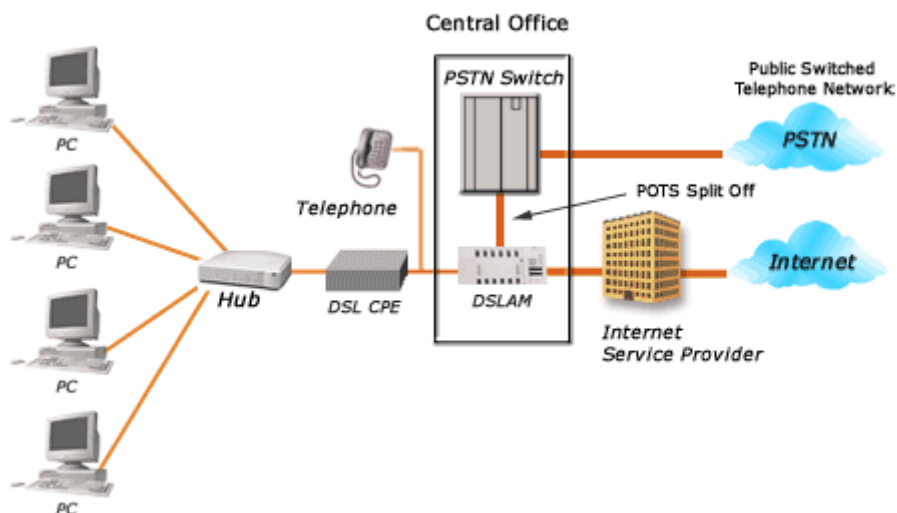 Central Office
PSTN Switch
Public Switched
Telephone Network
PSTN
PC
Telephone
POTS Split Off
PC
Internet
Hub
DSL CPE
DSLAM
Internet
Service Provider
PC
PC